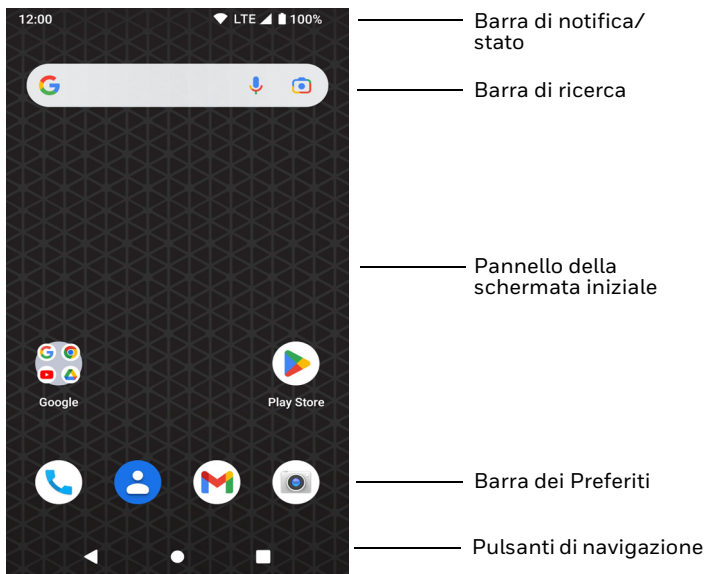 12:00 LTE 100%
Barra di notifica/
stato
Barra di ricerca
Pannello della
schermata iniziale
Google
Play Store
Barra dei Preferiti
Pulsanti di navigazione